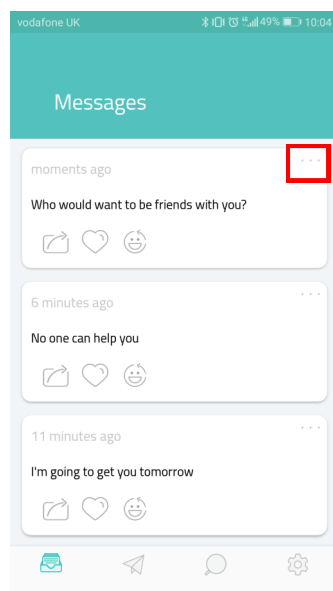 vodafone UK 49% 10:04
Messages
moments ago
Who would want to be friends with you?
6 minutes ago
No one can help you
11 minutes ago
I'm going to get you tomorrow